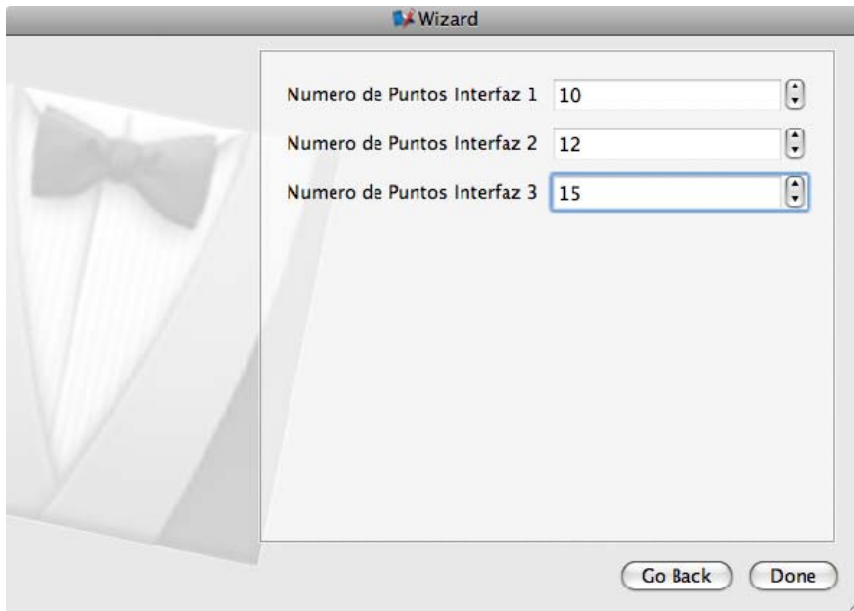 Wizard
Numero de Puntos Interfaz 1 10
Numero de Puntos Interfaz 2 12
Numero de Puntos Interfaz 3 15
Go Back Done